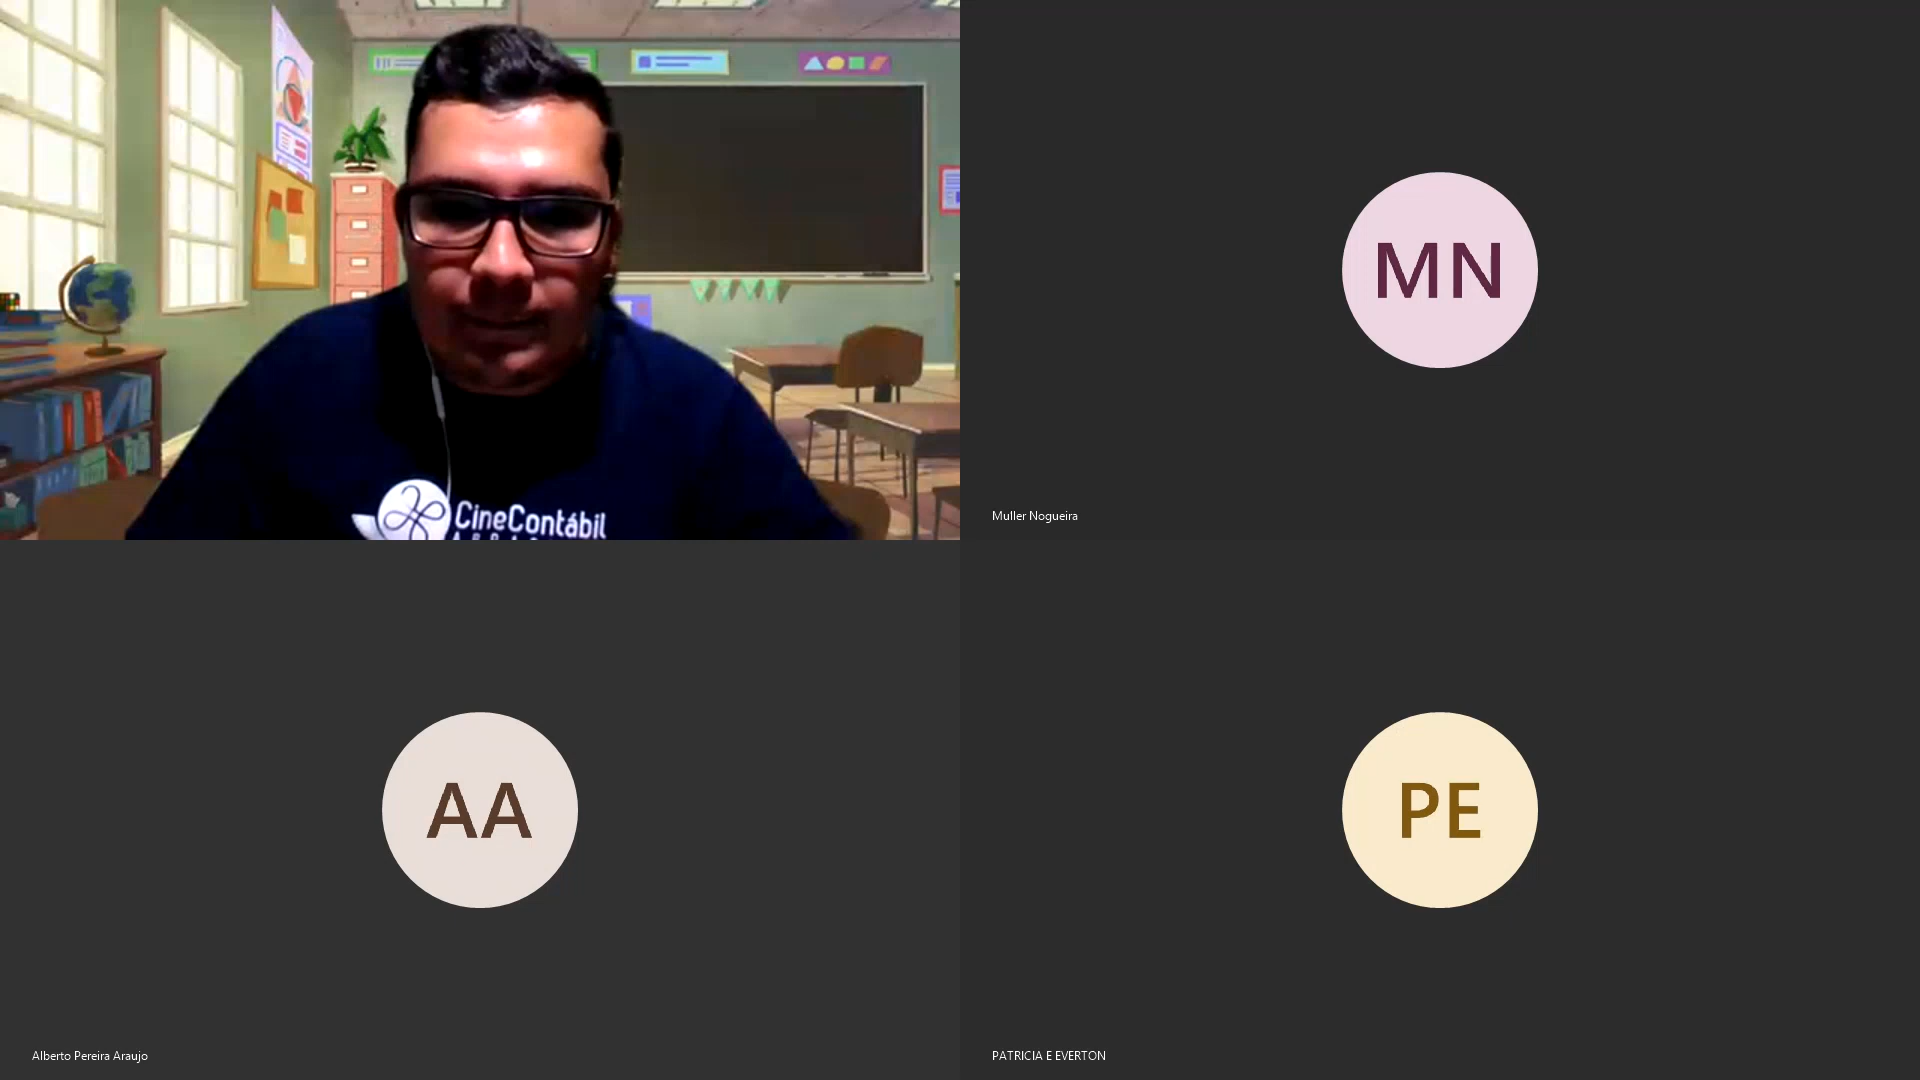 CineContábil
MN
Muller Nogueira
AA
Alberto Pereira Araujo
PE
PATRICIA E EVERTON